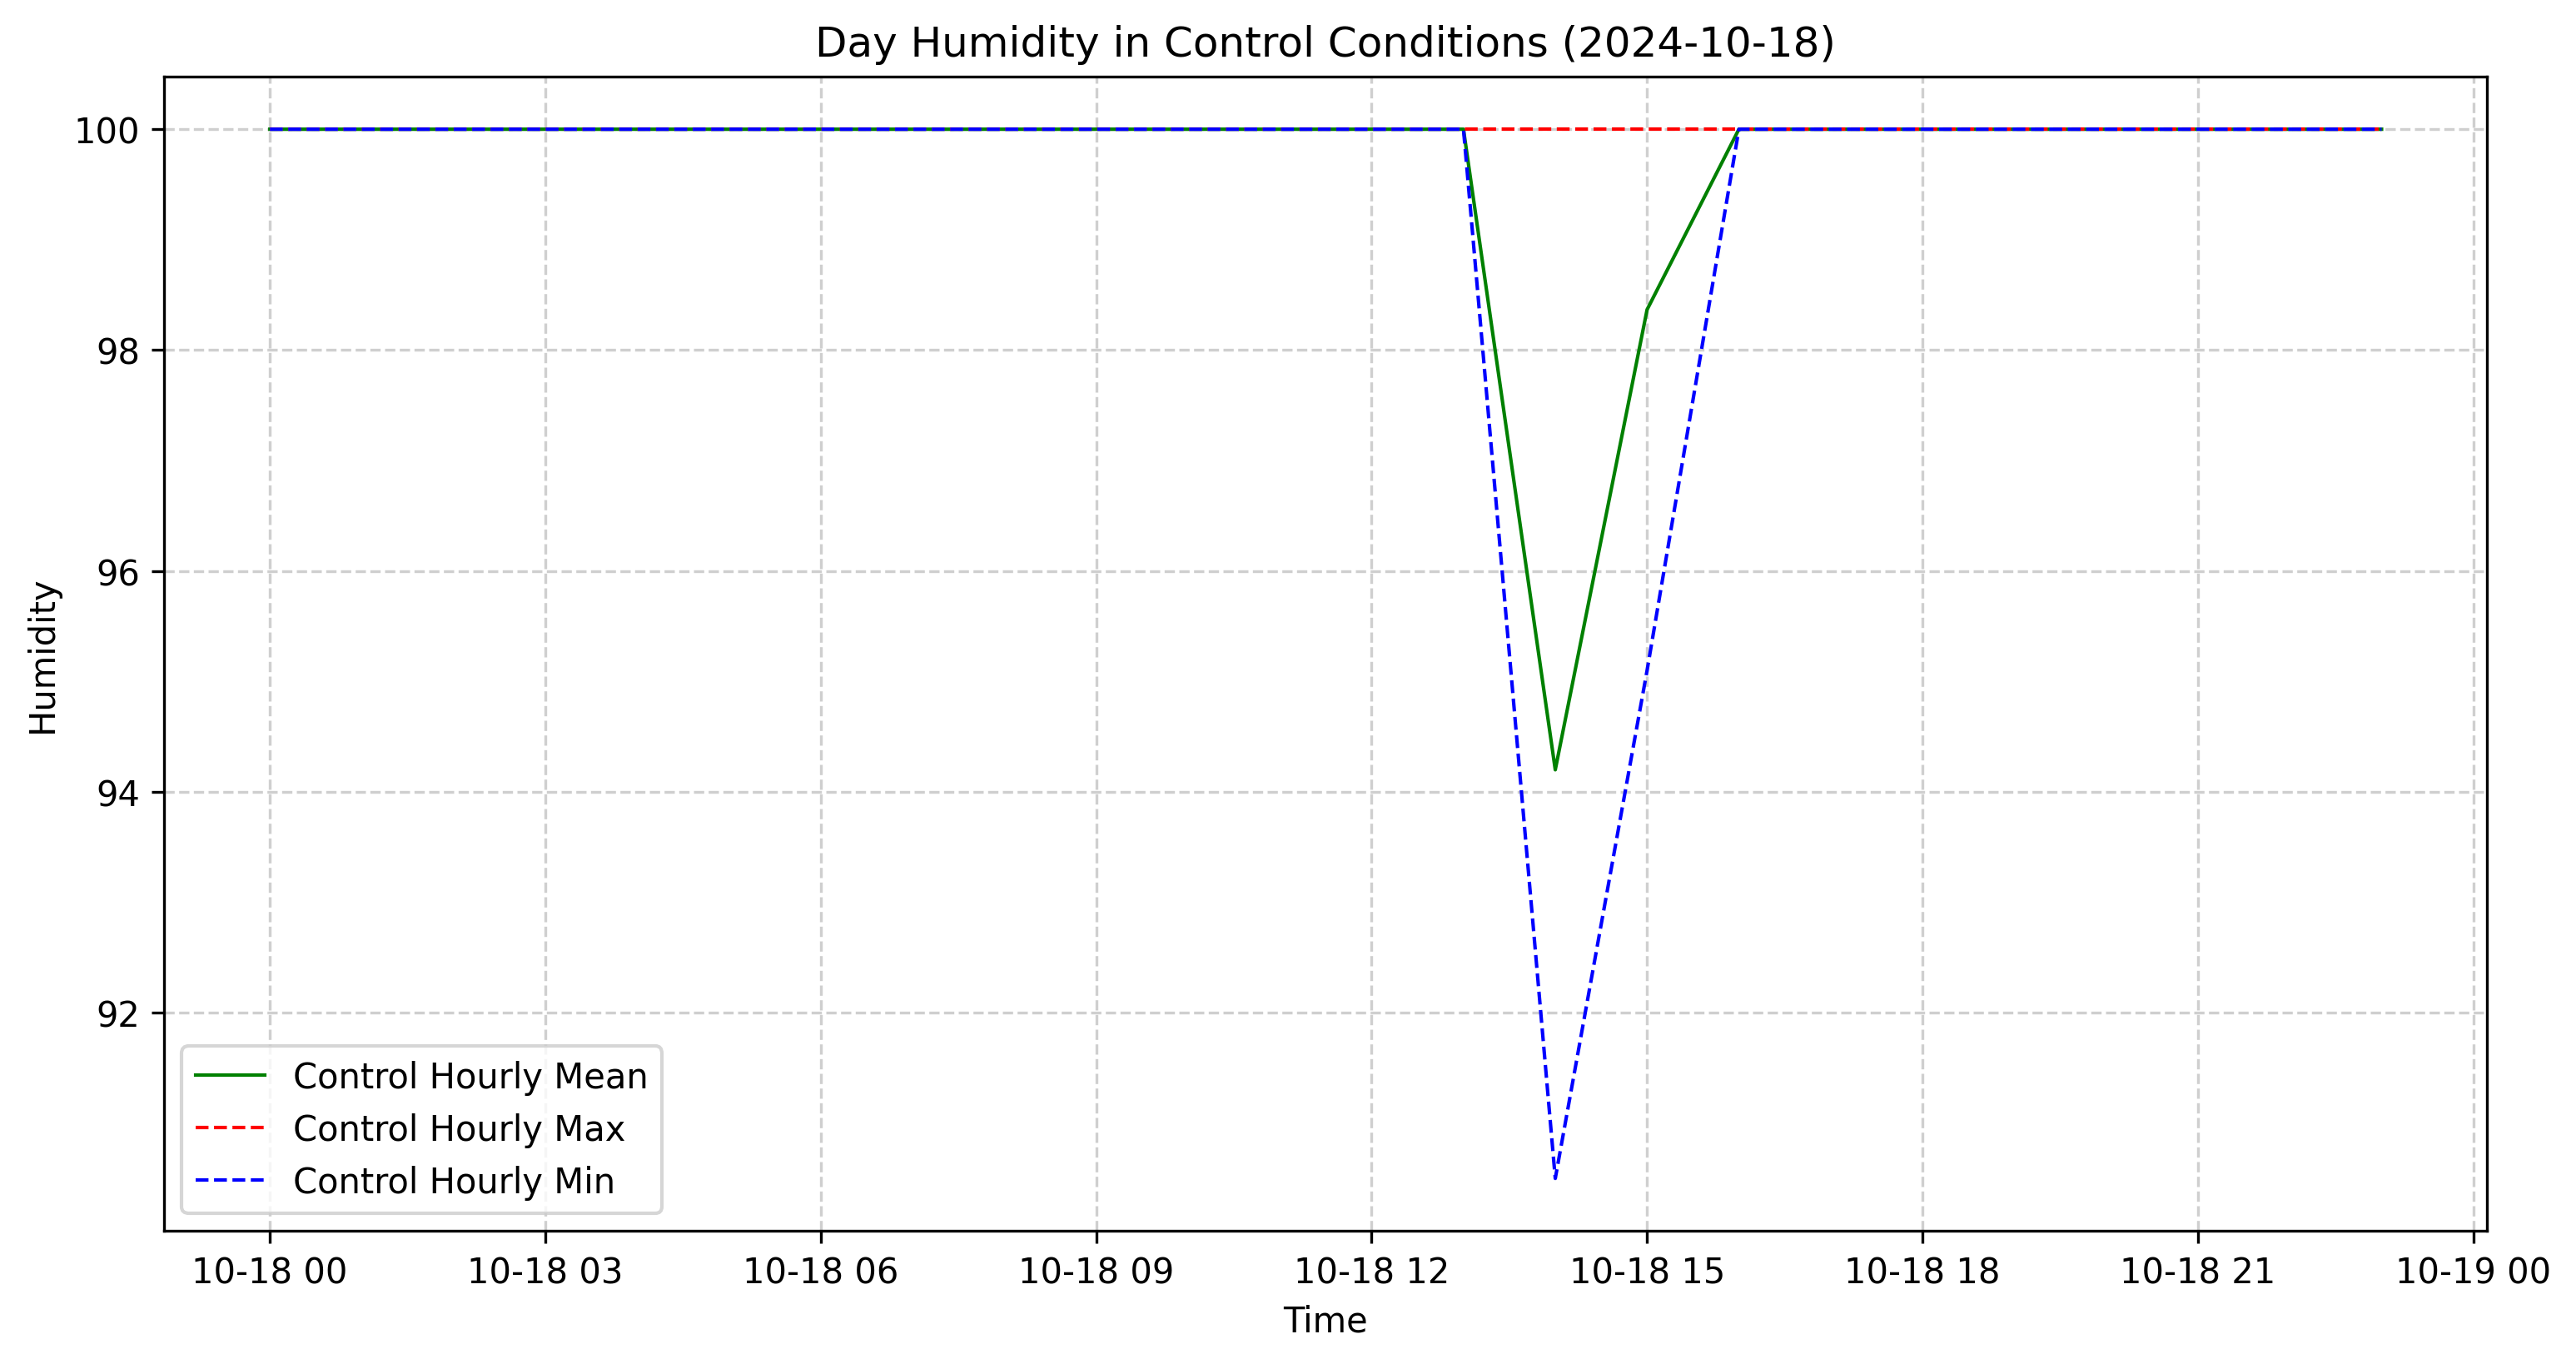 Day Humidity in Control Conditions (2024-10-18)
Humidity
100
98
96
94
92
Control Hourly Mean
Control Hourly Max
Control Hourly Min
10-18 00 10-18 03 10-18 06 10-18 09 10-18 12 10-18 15 10-18 18 10-18 21 10-19 00
Time